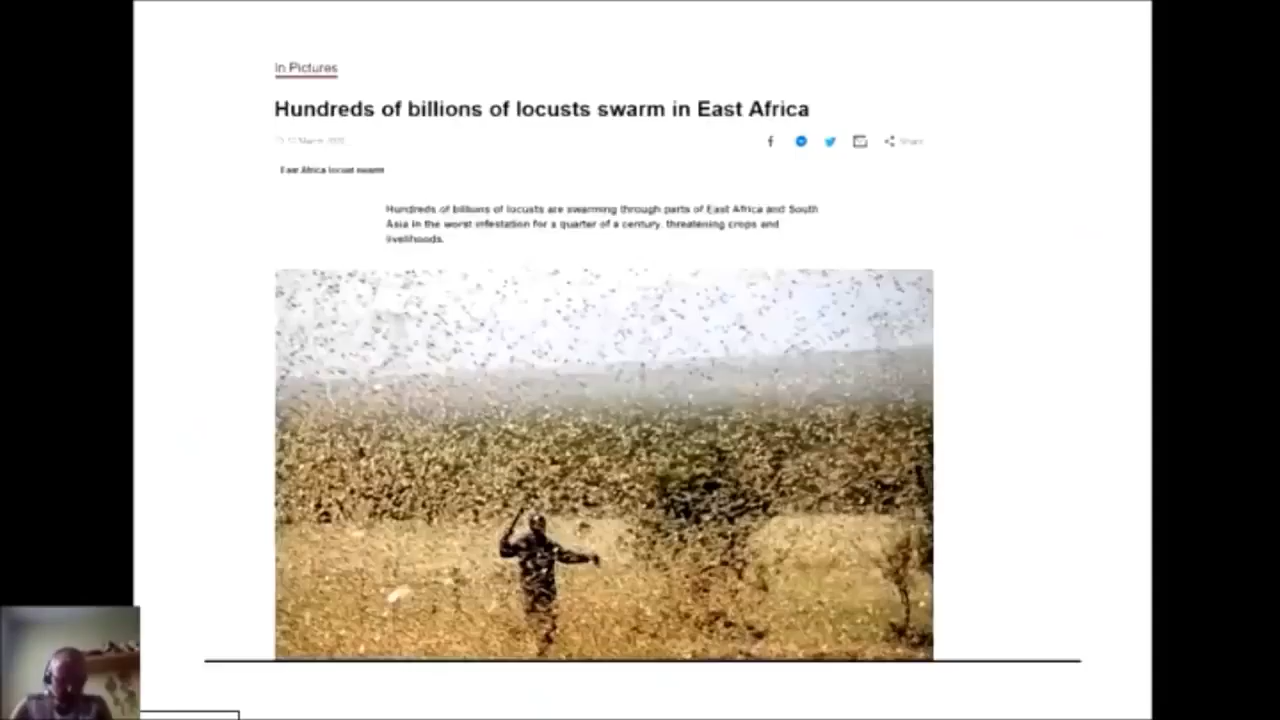 In Pictures
Hundreds of billions of locusts swarm in East Africa
Share
East Africa locust swarm
Hundreds of billions of locusts are swarming through parts of East Africa and South
Asia in the worst infestation for a quarter of a century, threatening crops and
livelihoods.